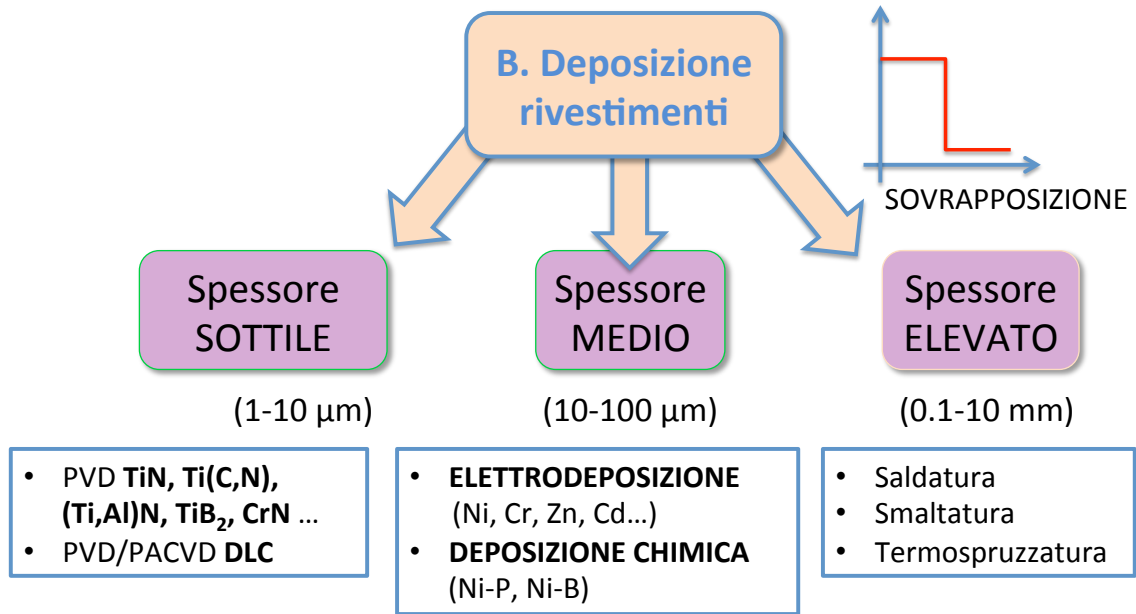 B. Deposizione
rivestimenti
SOVRAPPOSIZIONE
Spessore
SOTTILE
Spessore
MEDIO
Spessore
ELEVATO
(1-10 μm)
(10-100 μm)
(0.1-10 mm)
• PVD TiN, Ti(C,N),
(Ti,Al)N, TiB₂, CrN ...
• PVD/PACVD DLC
• ELETTRODEPOSIZIONE
(Ni, Cr, Zn, Cd...)
• DEPOSIZIONE CHIMICA
(Ni-P, Ni-B)
• Saldatura
• Smaltatura
• Termospruzzatura